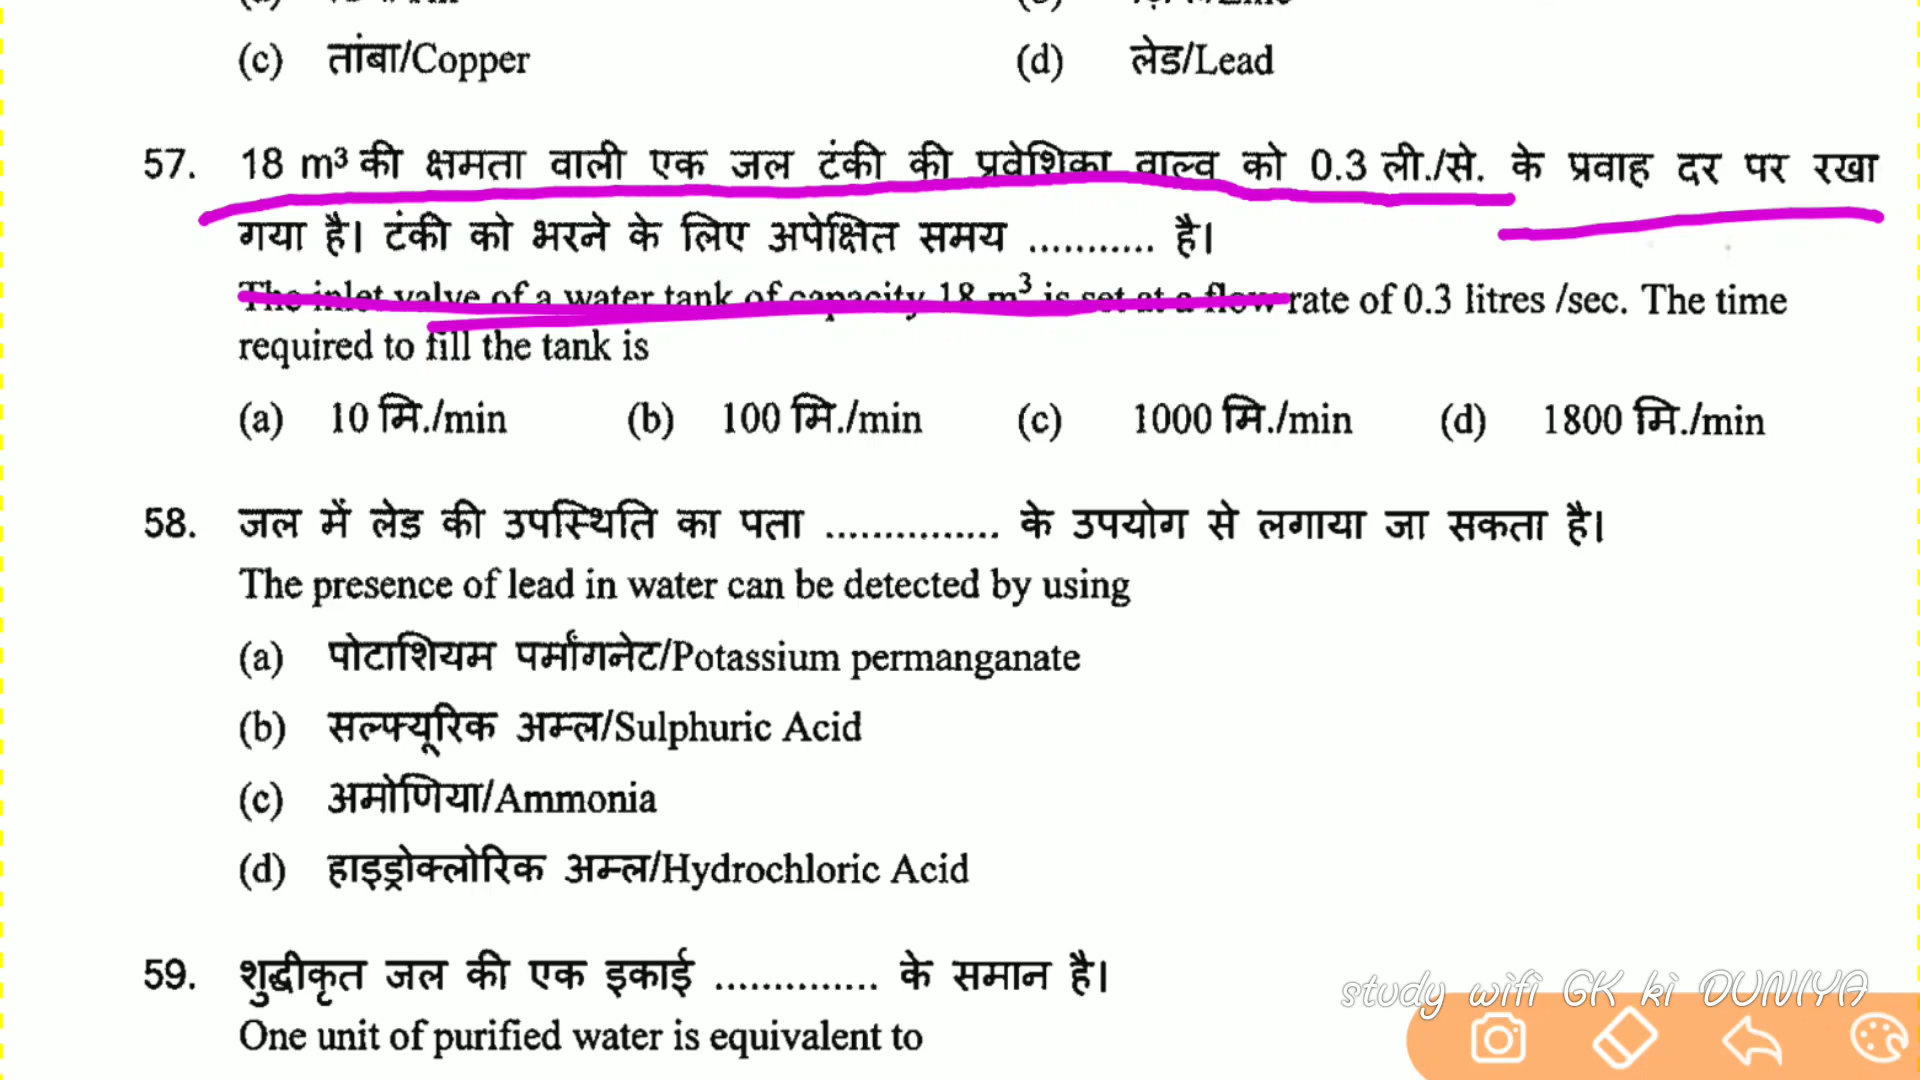 (c) तांबा/Copper (d) लेड/Lead
57. 18 m³ की क्षमता वाली एक जल टंकी की प्रवेशिका वाल्व को 0.3 ली./से. के प्रवाह दर पर रखा
गया है। टंकी को भरने के लिए अपेक्षित समय ........... है।
The inlet valve of a water tank of capacity 18 m³ is set at a flow rate of 0.3 litres /sec. The time
required to fill the tank is
(a) 10 मि./min (b) 100 मि./min (c) 1000 मि./min (d) 1800 मि./min
58. जल में लेड की उपस्थिति का पता ............... के उपयोग से लगाया जा सकता है।
The presence of lead in water can be detected by using
(a) पोटाशियम पर्मांगनेट/Potassium permanganate
(b) सल्फ्यूरिक अम्ल/Sulphuric Acid
(c) अमोणिया/Ammonia
(d) हाइड्रोक्लोरिक अम्ल/Hydrochloric Acid
59. शुद्धीकृत जल की एक इकाई .............. के समान है।
study wifi GK ki DUNIYA
One unit of purified water is equivalent to